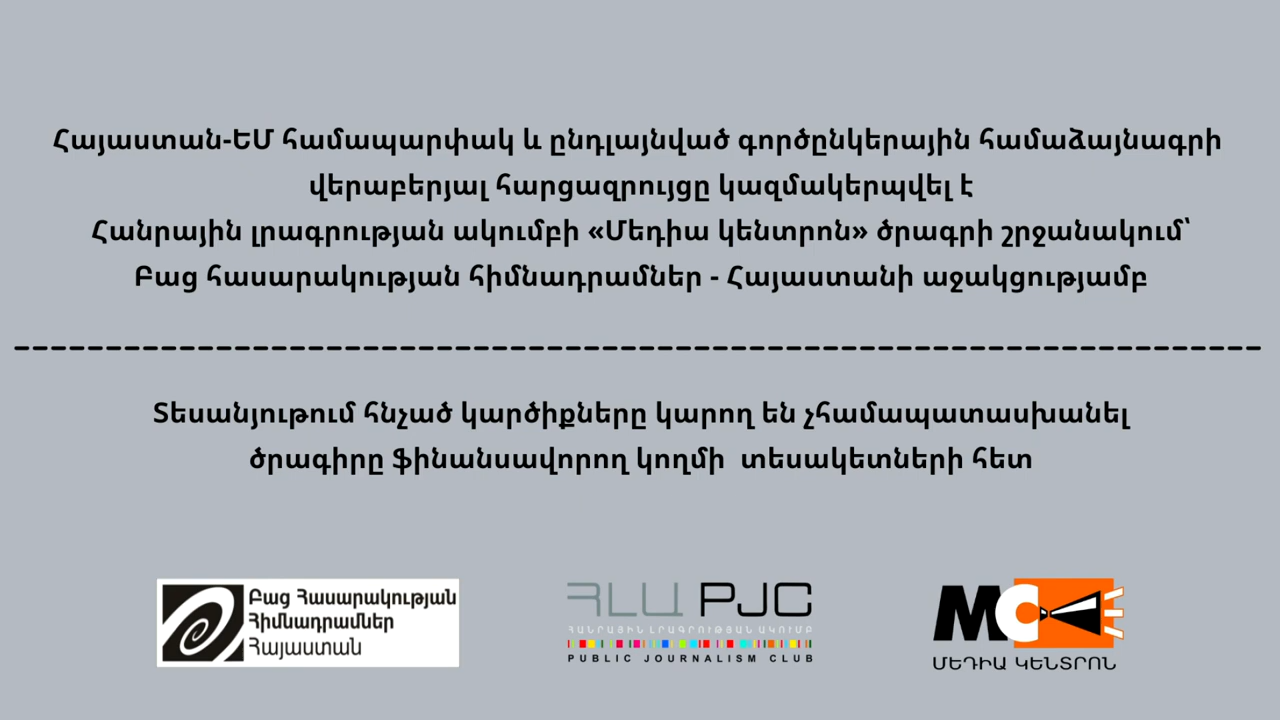 Հայաստան-ԵՄ համապարփակ և ընդլայնված գործընկերային համաձայնագրի
վերաբերյալ հարցազրույցը կազմակերպվել է
Հանրային լրագրության ակումբի «Մեդիա կենտրոն» ծրագրի շրջանակում՝
Բաց հասարակության հիմնադրամներ - Հայաստանի աջակցությամբ
Տեսանյութում հնչած կարծիքները կարող են չհամապատասխանել
ծրագիրը ֆինանսավորող կողմի տեսակետների հետ
Բաց Հասարակության
Հիմնադրամներ
Հայաստան
ՀԼԱ PJC
ՀԱՆՐԱՅԻՆ ԼՐԱԳՐՈՒԹՅԱՆ ԱԿՈՒՄԲ
PUBLIC JOURNALISM CLUB
MC
ՄԵԴԻԱ ԿԵՆՏՐՈՆ